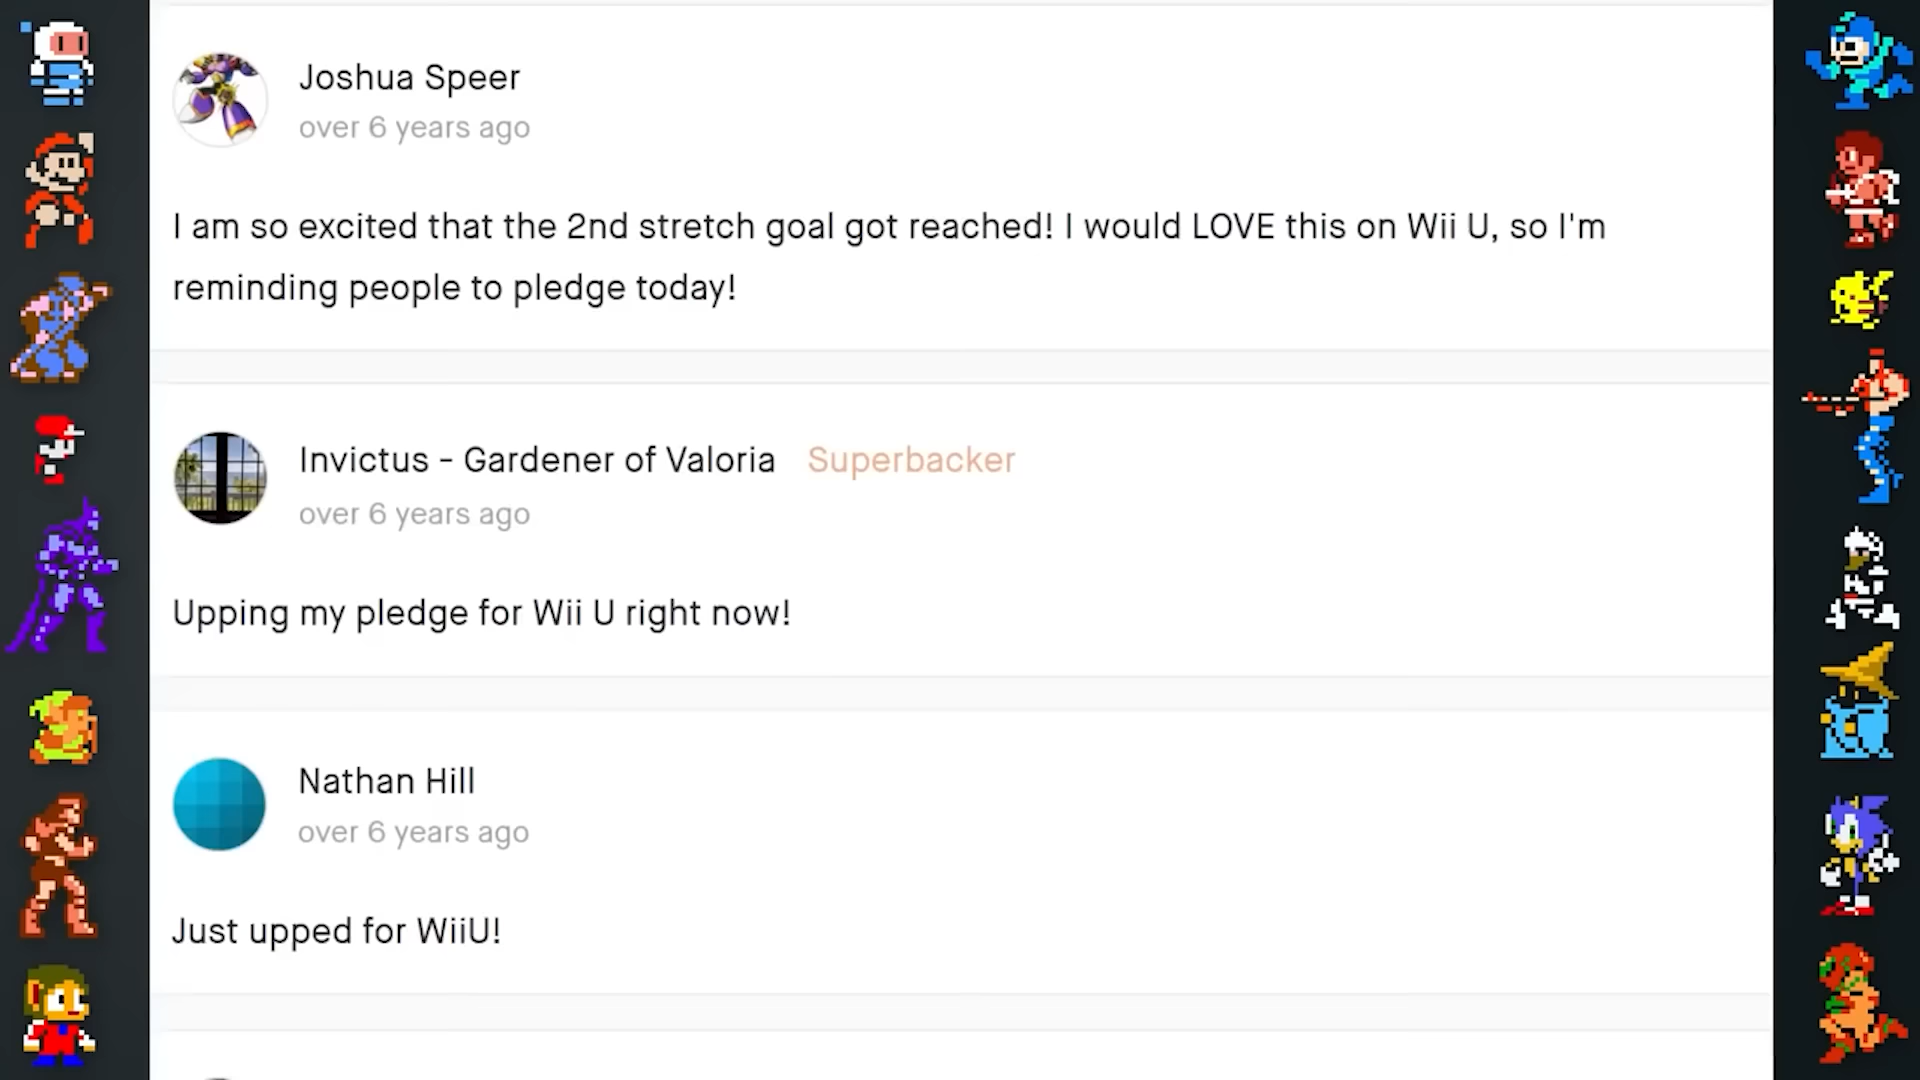 Joshua Speer
over 6 years ago
I am so excited that the 2nd stretch goal got reached! I would LOVE this on Wii U, so I'm
reminding people to pledge today!
Invictus - Gardener of Valoria Superbacker
over 6 years ago
Upping my pledge for Wii U right now!
Nathan Hill
over 6 years ago
Just upped for WiiU!